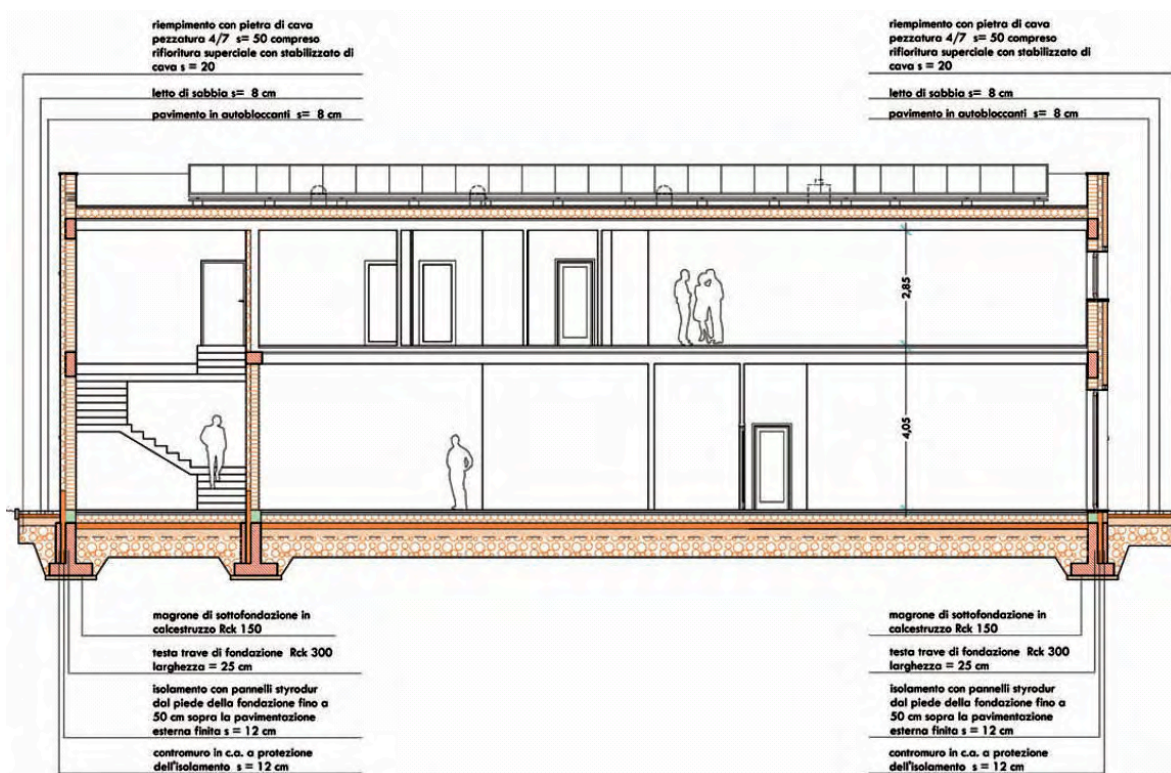 riempimento con pietra di cava
pezzatura 4/7 s= 50 compreso
rifioritura superciale con stabilizzato di
cava s = 20
letto di sabbia s= 8 cm
pavimento in autobloccanti s= 8 cm
riempimento con pietra di cava
pezzatura 4/7 s= 50 compreso
rifioritura superciale con stabilizzato di
cava s = 20
letto di sabbia s= 8 cm
pavimento in autobloccanti s= 8 cm
2,85
4,05
magrone di sottofondazione in
calcestruzzo Rck 150
testa trave di fondazione Rck 300
larghezza = 25 cm
isolamento con pannelli styrodur
dal piede della fondazione fino a
50 cm sopra la pavimentazione
esterna finita s = 12 cm
contromuro in c.a. a protezione
dell'isolamento s = 12 cm
magrone di sottofondazione in
calcestruzzo Rck 150
testa trave di fondazione Rck 300
larghezza = 25 cm
isolamento con pannelli styrodur
dal piede della fondazione fino a
50 cm sopra la pavimentazione
esterna finita s = 12 cm
contromuro in c.a. a protezione
dell'isolamento s = 12 cm